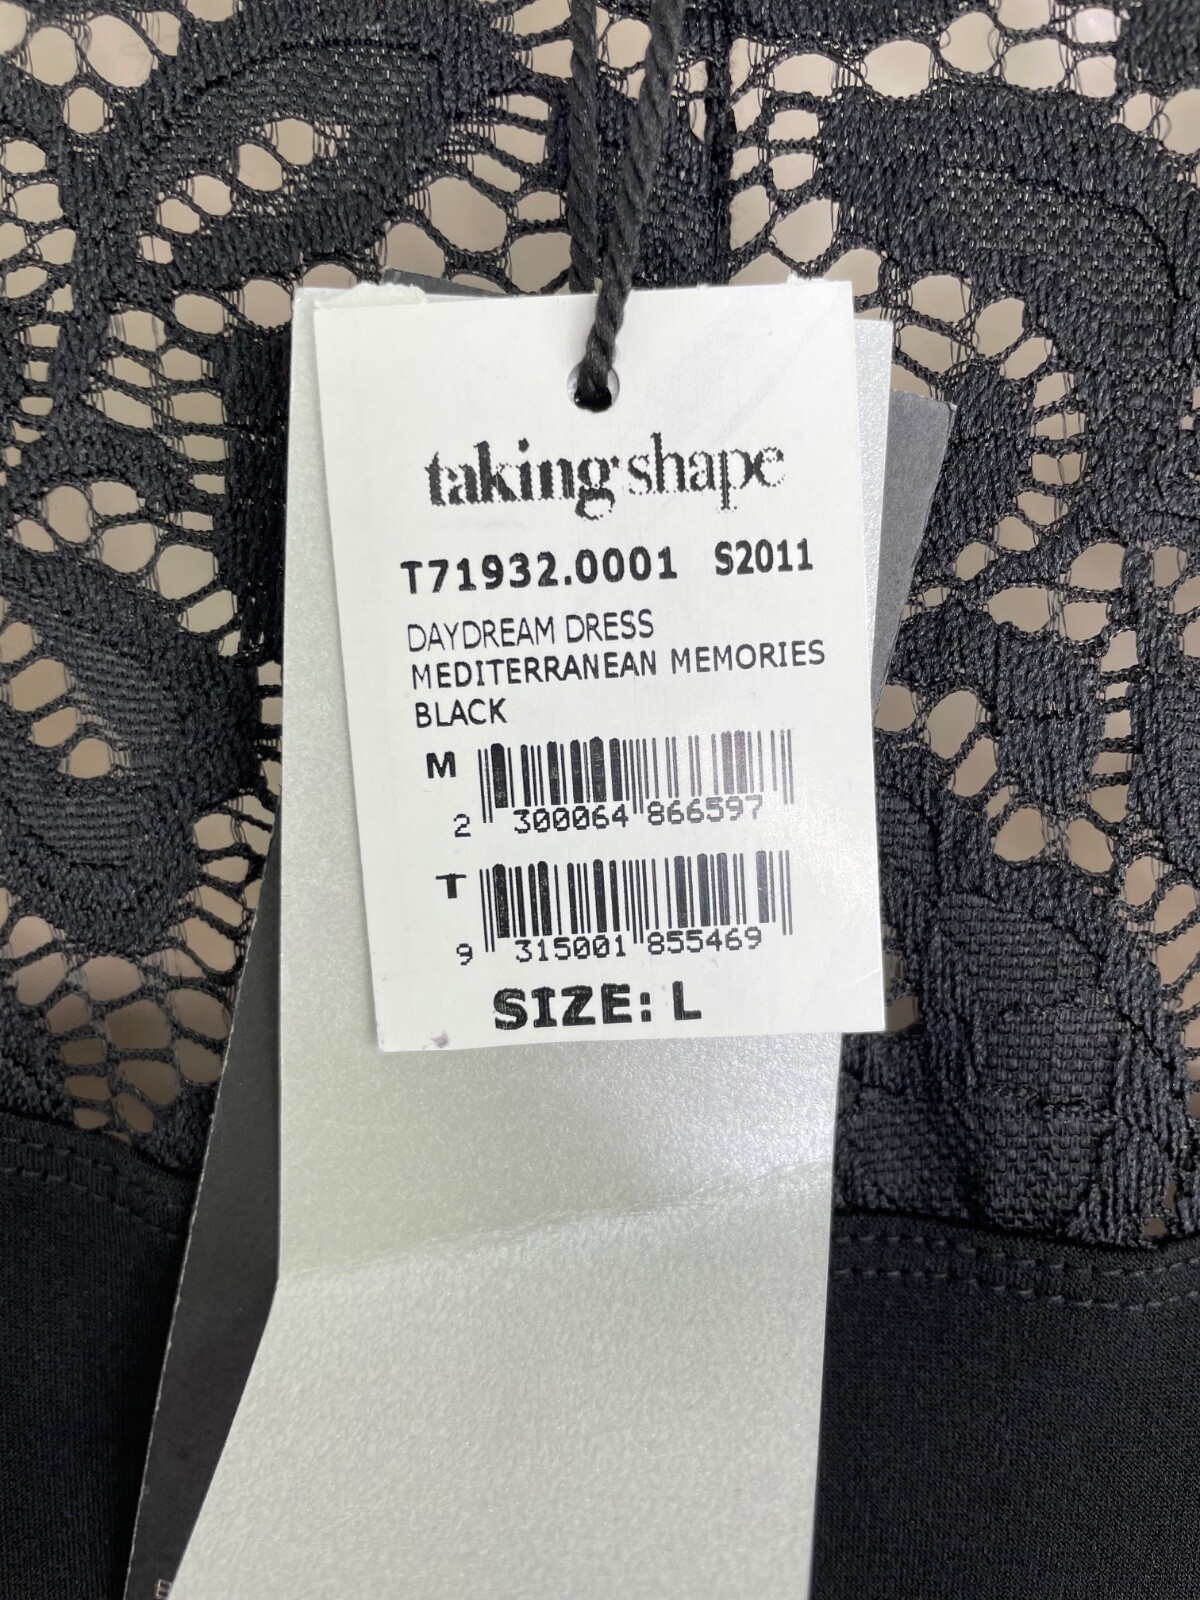 taking shape
T71932.0001 S2011
DAYDREAM DRESS
MEDITERRANEAN MEMORIES
BLACK
M
2 300064 866597
T
9 315001 855469
SIZE: L